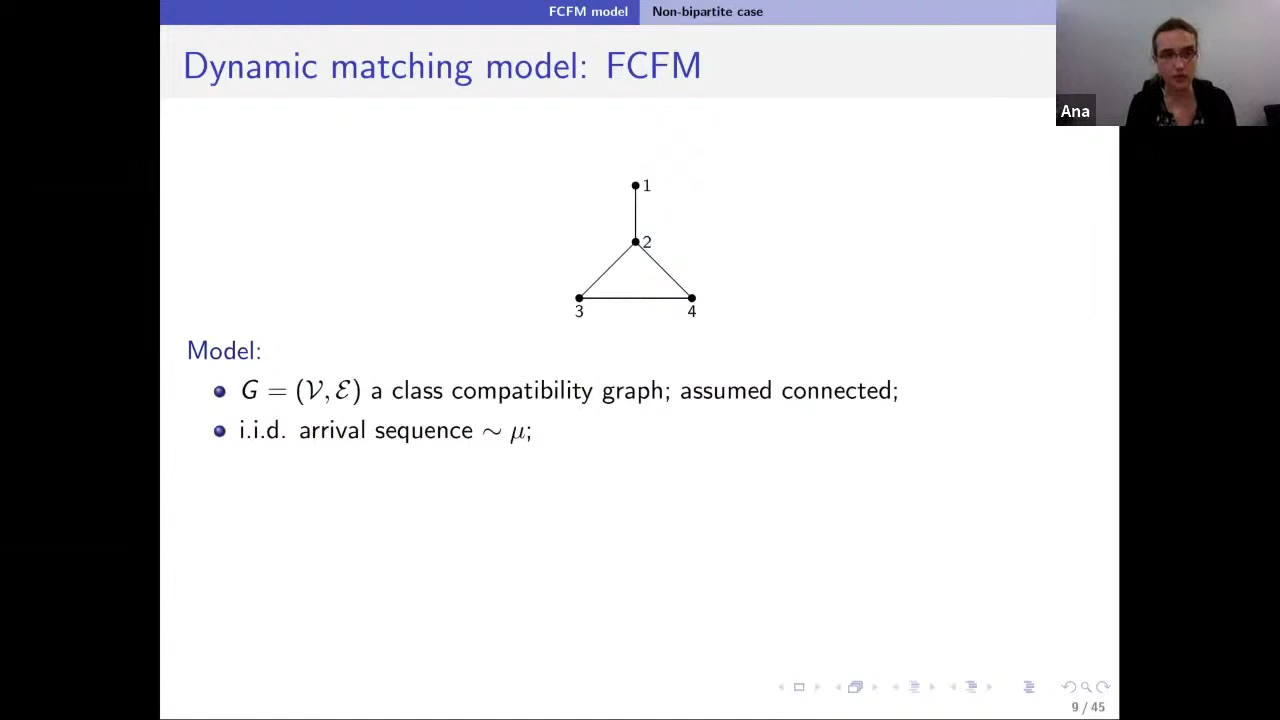 FCFM model Non-bipartite case
Dynamic matching model: FCFM
Ana
1
2
3 4
Model:
G = (𝒱, ℰ) a class compatibility graph; assumed connected;
i.i.d. arrival sequence ∼ μ;
9 / 45